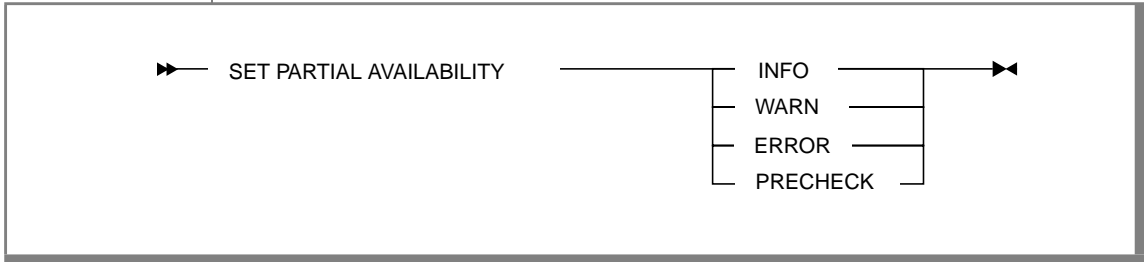 SET PARTIAL AVAILABILITY INFO
WARN
ERROR
PRECHECK